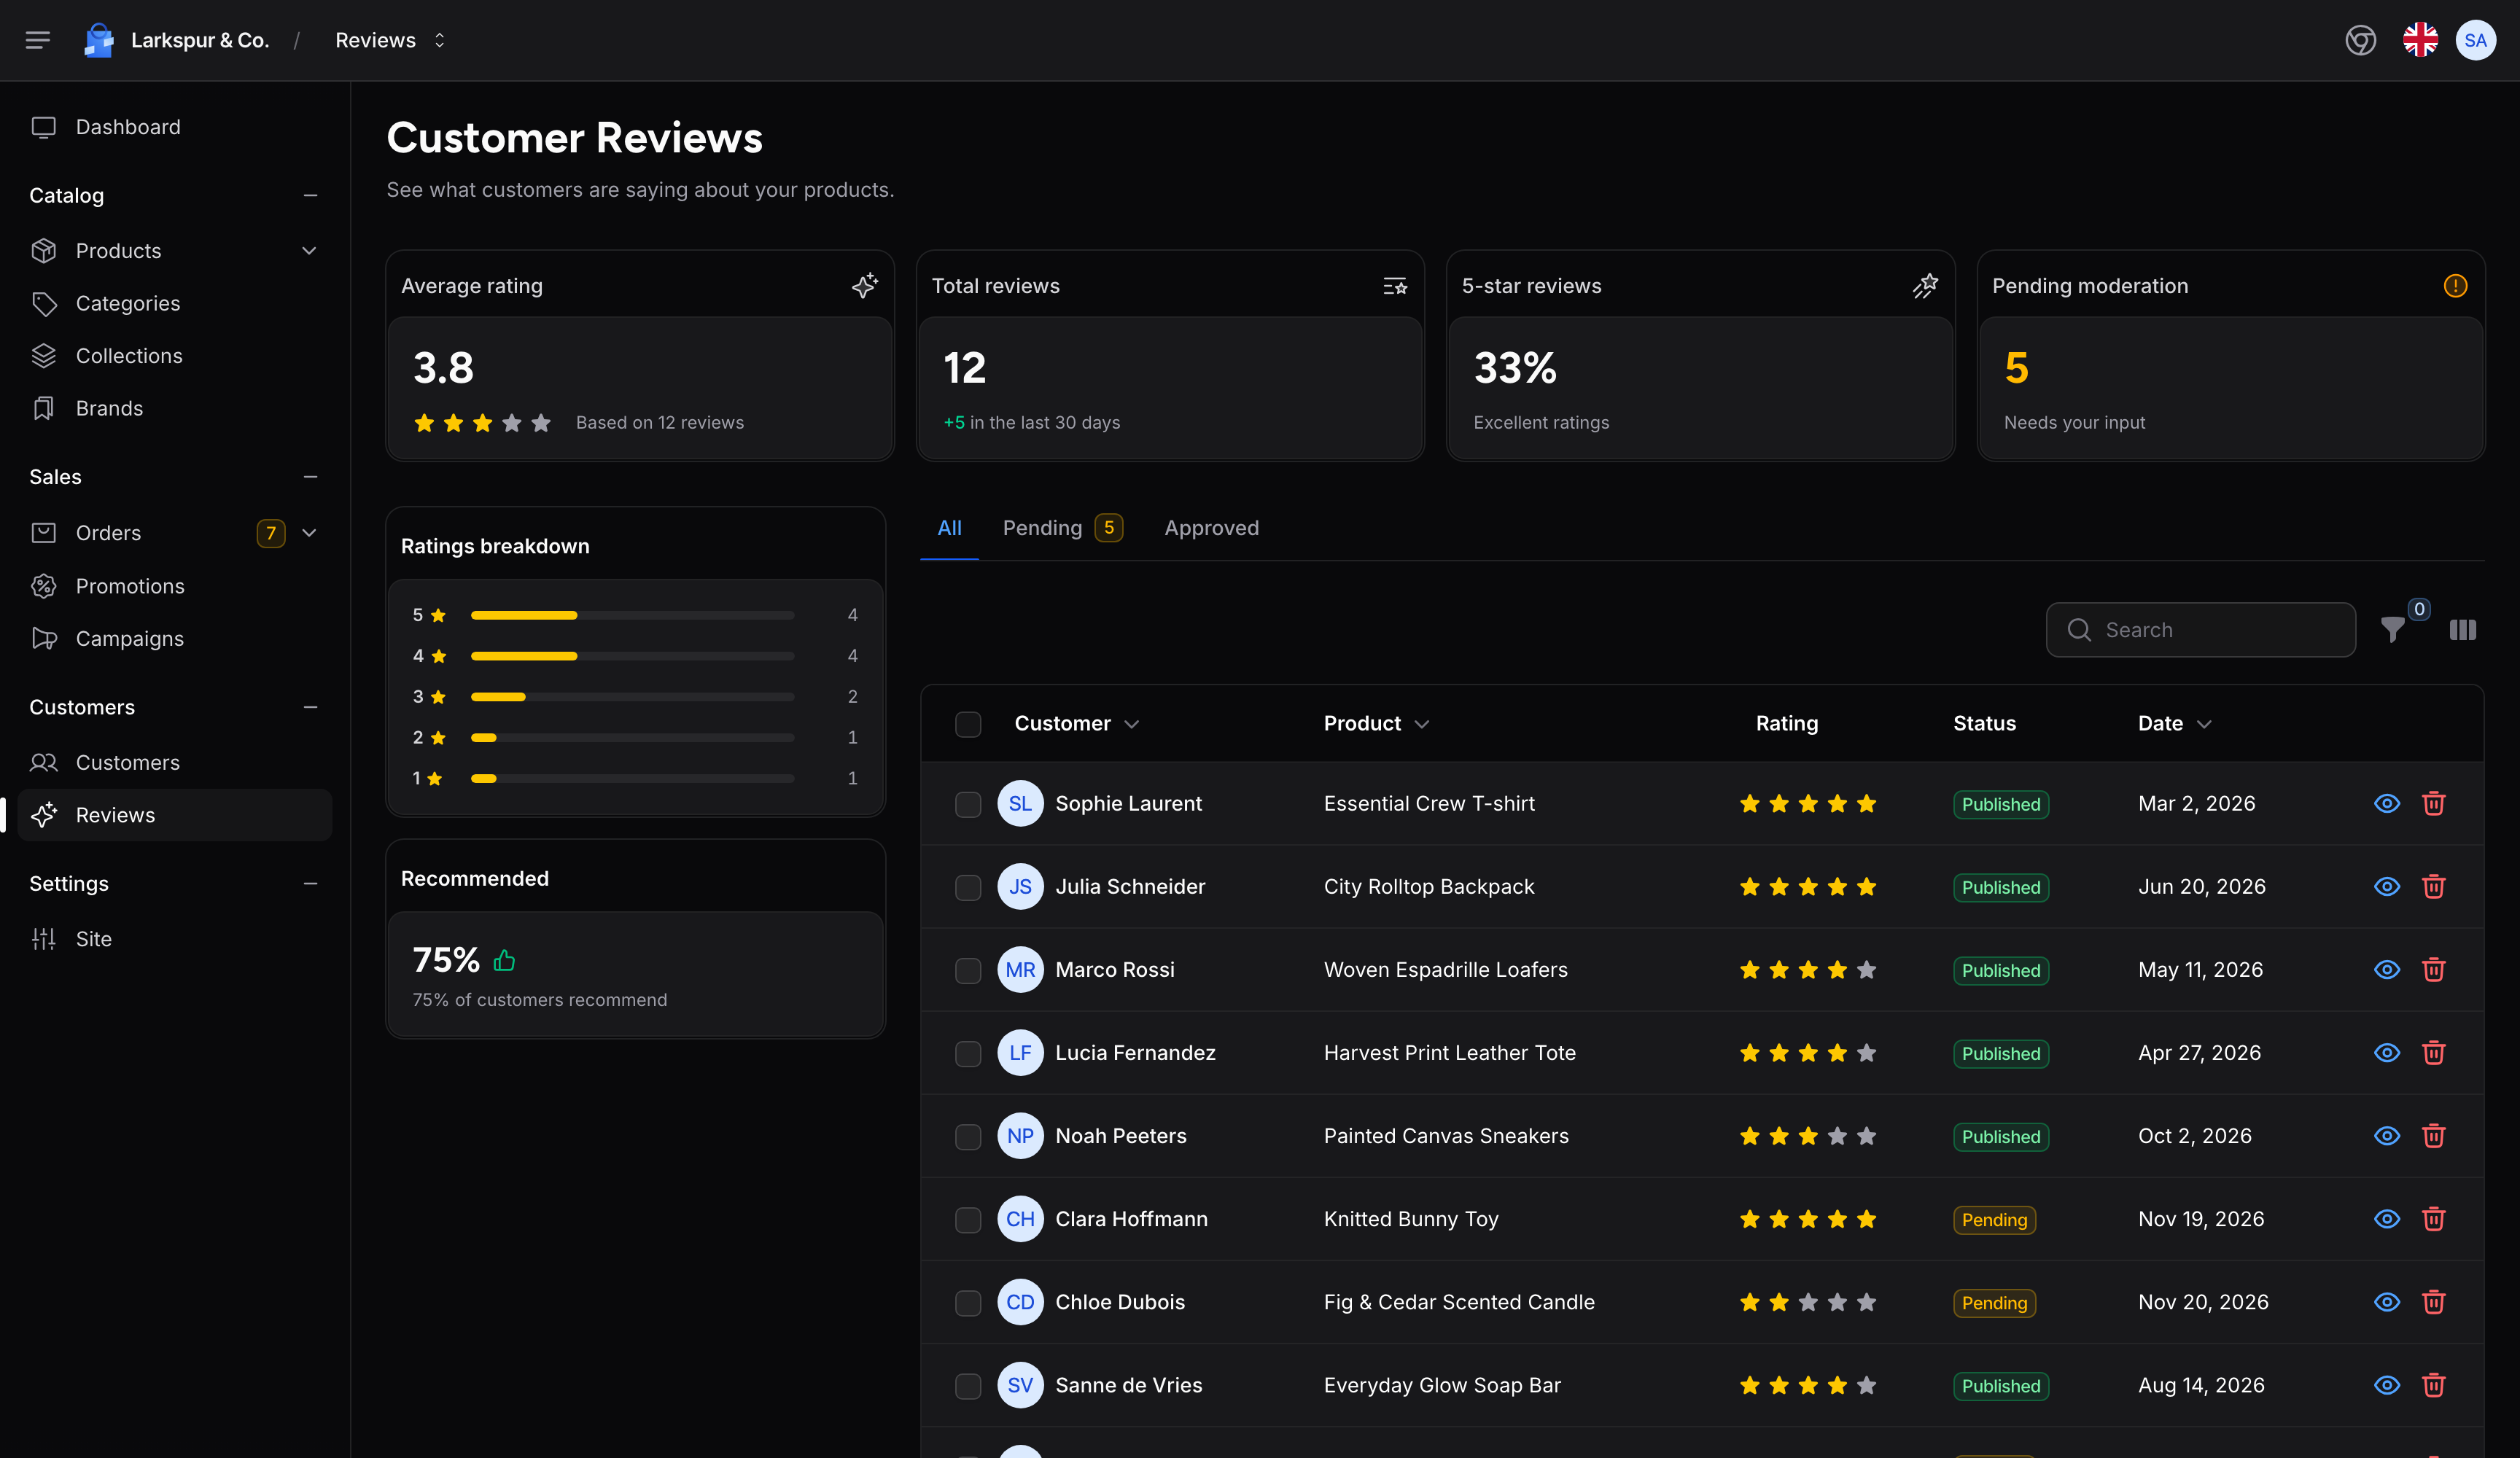 Larkspur & Co. / Reviews
SA
Dashboard
Catalog
Products
Categories
Collections
Brands
Sales
Orders 7
Promotions
Campaigns
Customers
Customers
Reviews
Settings
Site
Customer Reviews
See what customers are saying about your products.
Average rating
3.8
Based on 12 reviews
Total reviews
12
+5 in the last 30 days
5-star reviews
33%
Excellent ratings
Pending moderation
5
Needs your input
Ratings breakdown
5 4
4 4
3 2
2 1
1 1
Recommended
75%
75% of customers recommend
All Pending 5 Approved
Search 0
Customer Product Rating Status Date
SL Sophie Laurent Essential Crew T-shirt Published Mar 2, 2026
JS Julia Schneider City Rolltop Backpack Published Jun 20, 2026
MR Marco Rossi Woven Espadrille Loafers Published May 11, 2026
LF Lucia Fernandez Harvest Print Leather Tote Published Apr 27, 2026
NP Noah Peeters Painted Canvas Sneakers Published Oct 2, 2026
CH Clara Hoffmann Knitted Bunny Toy Pending Nov 19, 2026
CD Chloe Dubois Fig & Cedar Scented Candle Pending Nov 20, 2026
SV Sanne de Vries Everyday Glow Soap Bar Published Aug 14, 2026